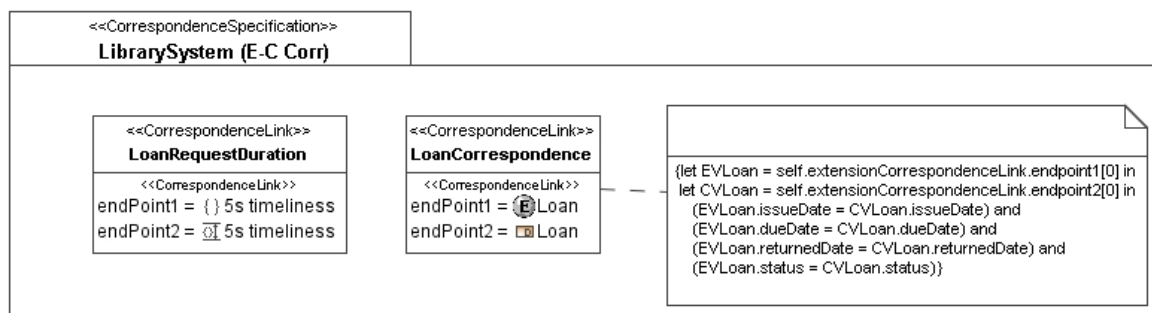 <<CorrespondenceSpecification>>
LibrarySystem (E-C Corr)
<<CorrespondenceLink>>
LoanRequestDuration
<<CorrespondenceLink>>
endPoint1 = {} 5s timeliness
endPoint2 = 5s timeliness
<<CorrespondenceLink>>
LoanCorrespondence
<<CorrespondenceLink>>
endPoint1 = E Loan
endPoint2 = Loan
{let EVLoan = self.extensionCorrespondenceLink.endpoint1[0] in
let CVLoan = self.extensionCorrespondenceLink.endpoint2[0] in
(EVLoan.issueDate = CVLoan.issueDate) and
(EVLoan.dueDate = CVLoan.dueDate) and
(EVLoan.returnedDate = CVLoan.returnedDate) and
(EVLoan.status = CVLoan.status)}